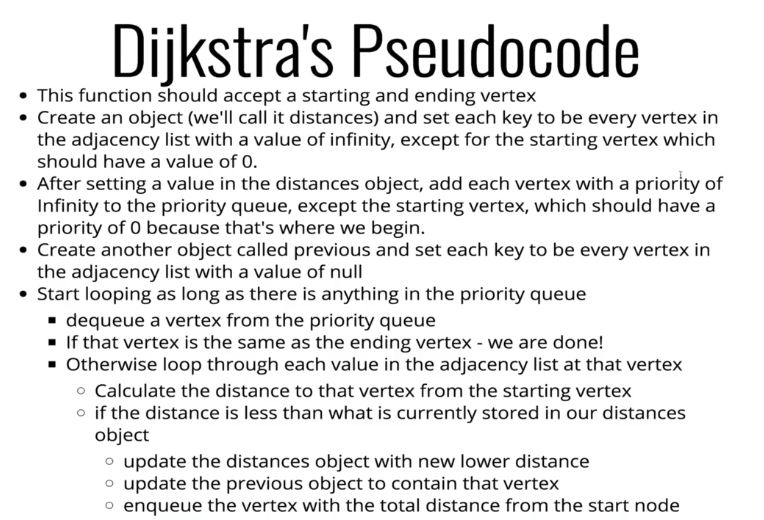 Dijkstra's Pseudocode
• This function should accept a starting and ending vertex
• Create an object (we'll call it distances) and set each key to be every vertex in
the adjacency list with a value of infinity, except for the starting vertex which
should have a value of 0.
• After setting a value in the distances object, add each vertex with a priority of
Infinity to the priority queue, except the starting vertex, which should have a
priority of 0 because that's where we begin.
• Create another object called previous and set each key to be every vertex in
the adjacency list with a value of null
• Start looping as long as there is anything in the priority queue
▪ dequeue a vertex from the priority queue
▪ If that vertex is the same as the ending vertex - we are done!
▪ Otherwise loop through each value in the adjacency list at that vertex
○ Calculate the distance to that vertex from the starting vertex
○ if the distance is less than what is currently stored in our distances
object
○ update the distances object with new lower distance
○ update the previous object to contain that vertex
○ enqueue the vertex with the total distance from the start node